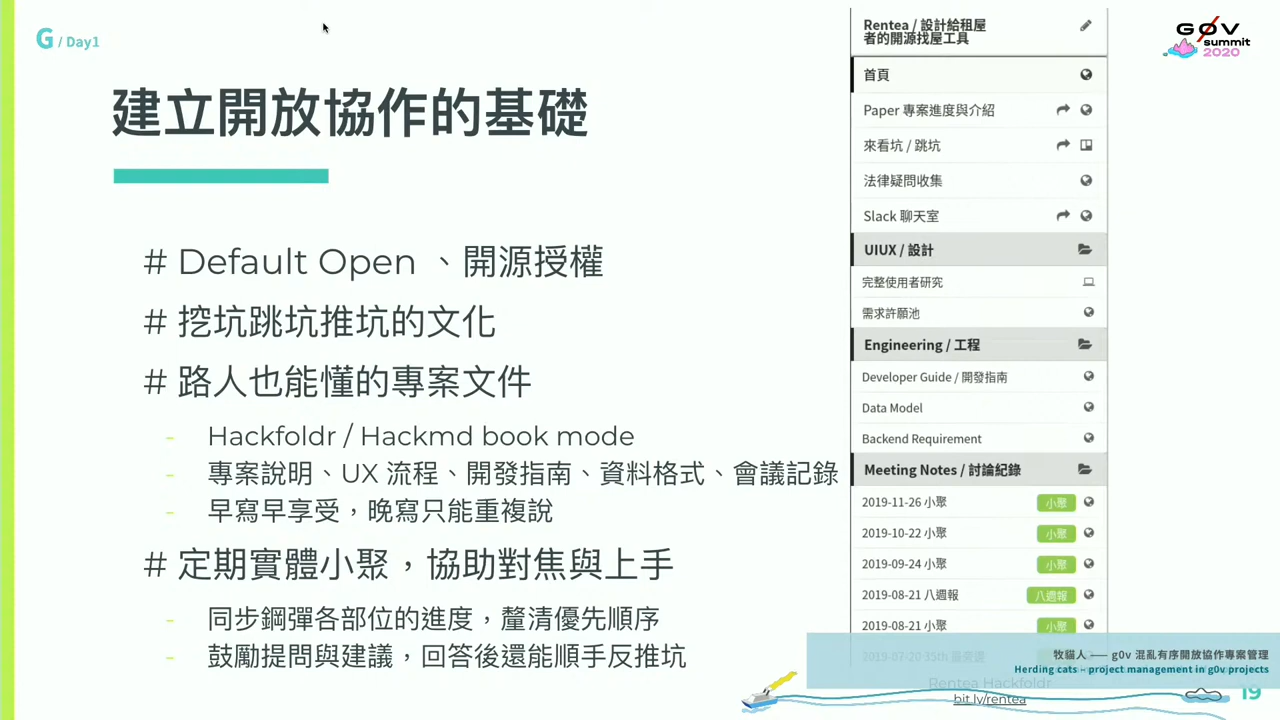 G / Day1
建立開放協作的基礎
# Default Open 、開源授權
# 挖坑跳坑推坑的文化
# 路人也能懂的專案文件
- Hackfoldr / Hackmd book mode
- 專案說明、UX 流程、開發指南、資料格式、會議記錄
- 早寫早享受，晚寫只能重複說
# 定期實體小聚，協助對焦與上手
- 同步鋼彈各部位的進度，釐清優先順序
- 鼓勵提問與建議，回答後還能順手反推坑
Rentea / 設計給租屋
者的開源找屋工具
首頁
Paper 專案進度與介紹
來看坑 / 跳坑
法律疑問收集
Slack 聊天室
UIUX / 設計
完整使用者研究
需求許願池
Engineering / 工程
Developer Guide / 開發指南
Data Model
Backend Requirement
Meeting Notes / 討論紀錄
2019-11-26 小聚 小聚
2019-10-22 小聚 小聚
2019-09-24 小聚 小聚
2019-08-21 八週報 八週報
2019-08-21 小聚 小聚
2019-07-20 35th
Rentea Hackfoldr
bit.ly/rentea
G0V
summit
2020
牧貓人 —— g0v 混亂有序開放協作專案管理
Herding cats - project management in g0v projects
19